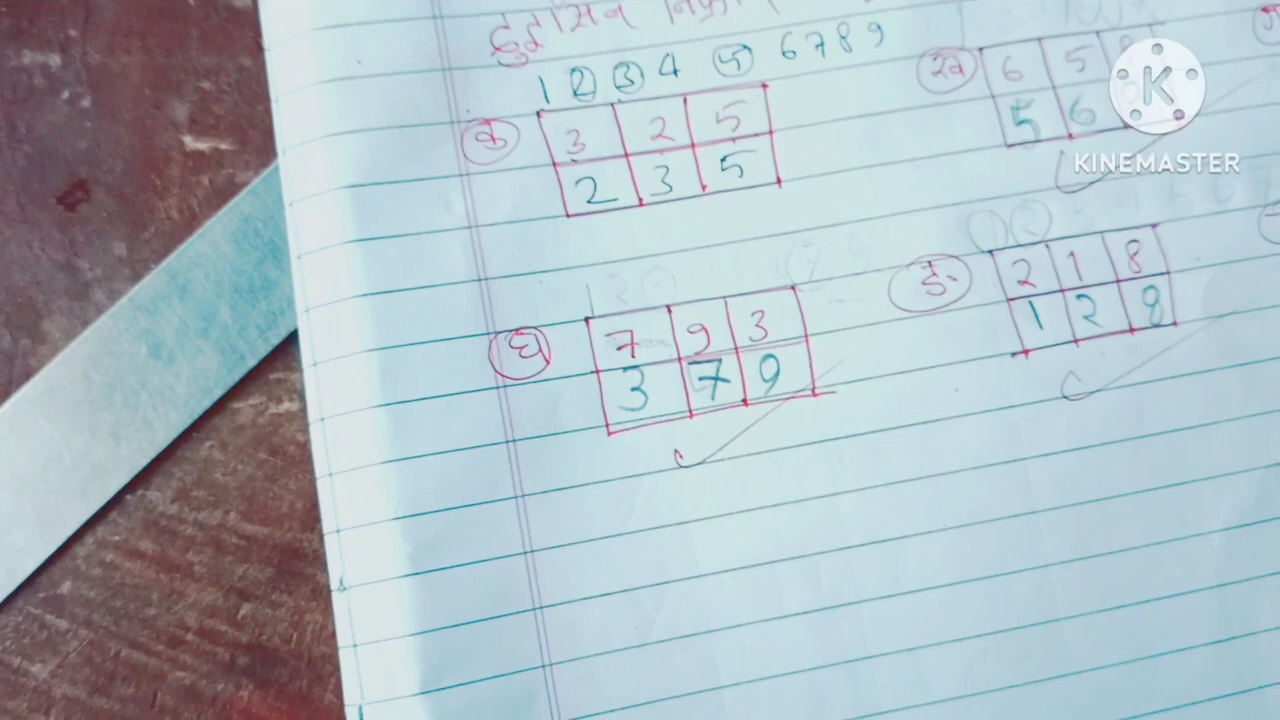 1 2 3 4 5 6 7 8 9
क 3 2 5
2 3 5
ख 6 5
5 6
KINEMASTER
घ 7 9 3
3 7 9
ङ 2 1 8
1 2 8